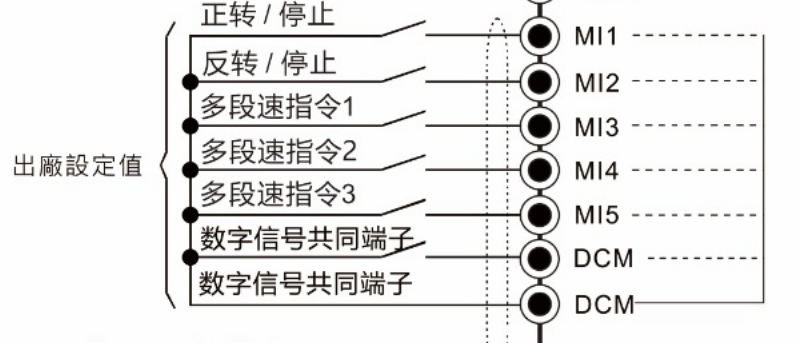 正转 / 停止
MI1
反转 / 停止
MI2
多段速指令1
MI3
多段速指令2
出廠設定值
MI4
多段速指令3
MI5
数字信号共同端子
DCM
数字信号共同端子
DCM